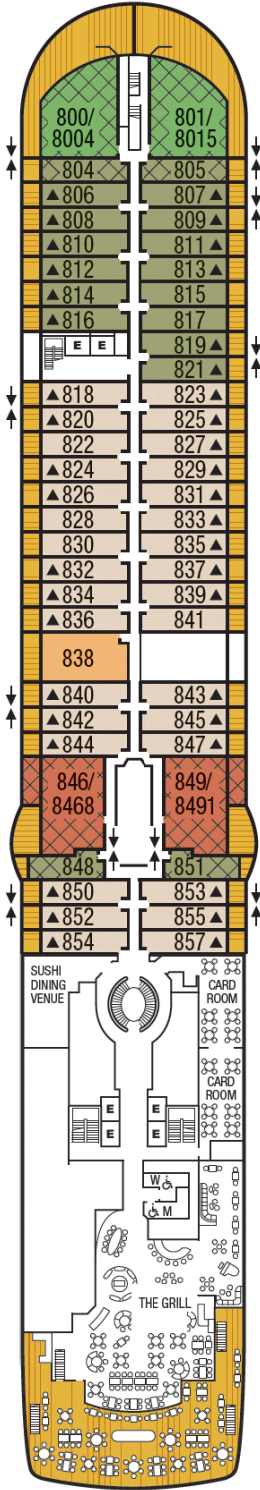 800/ 801/
8004 8015
804 805
▲806 807▲
▲808 809▲
▲810 811▲
▲812 813▲
▲814 815
▲816 817
819▲
E E
821▲
▲818 823▲
▲820 825▲
822 827▲
▲824 829▲
▲826 831▲
828 833▲
830 835▲
▲832 837▲
▲834 839▲
▲836 841
838
▲840 843▲
▲842 845▲
▲844 847▲
846/ 849/
8468 8491
848 851
▲850 853▲
▲852 855▲
▲854 857▲
SUSHI
DINING
VENUE
CARD
ROOM
CARD
ROOM
E E
E E
W
M
THE GRILL